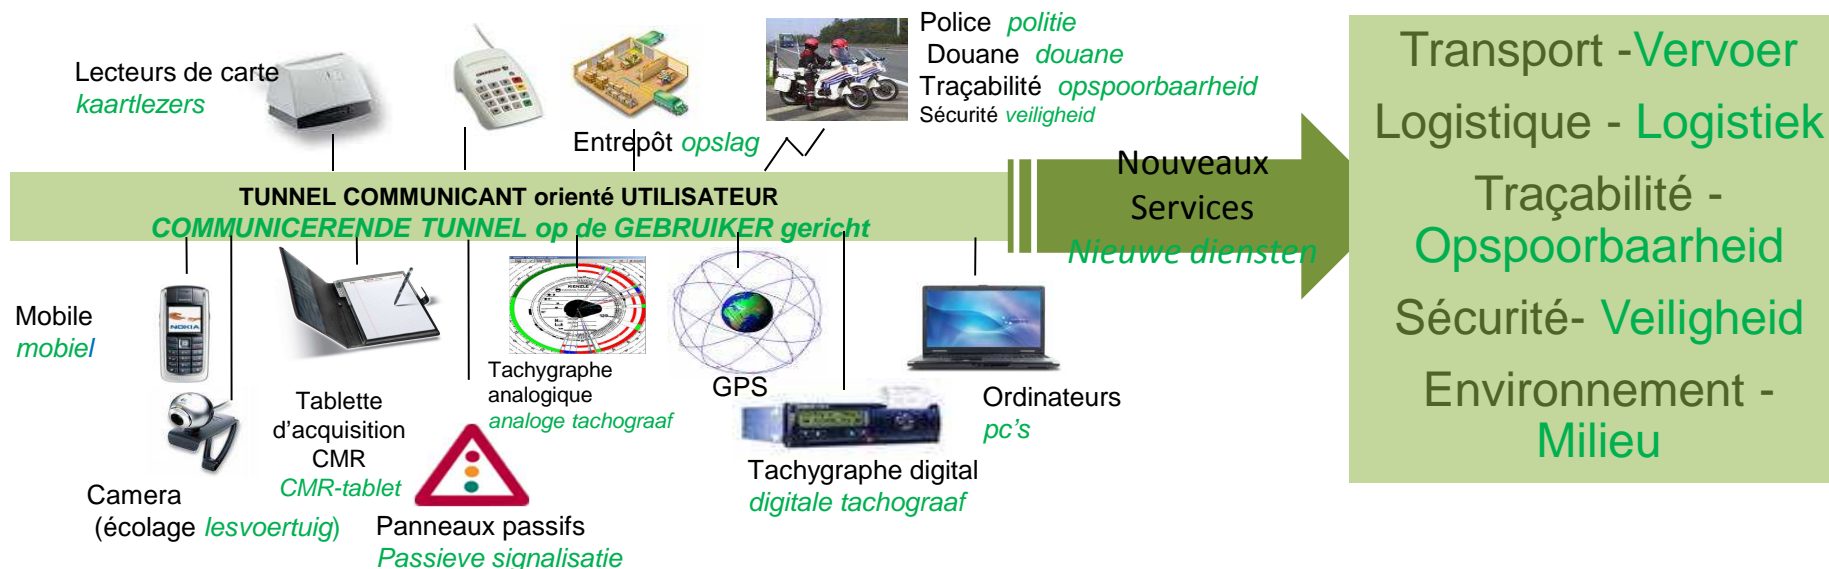 Lecteurs de carte
kaartlezers
Entrepôt opslag
Police politie
Douane douane
Traçabilité opspoorbaarheid
Sécurité veiligheid
TUNNEL COMMUNICANT orienté UTILISATEUR
COMMUNICERENDE TUNNEL op de GEBRUIKER gericht
Nouveaux
Services
Nieuwe diensten
Transport -Vervoer
Logistique - Logistiek
Traçabilité -
Opspoorbaarheid
Sécurité- Veiligheid
Environnement -
Milieu
Mobile
mobiel
NOKIA
Camera
(écolage lesvoertuig)
Tablette
d'acquisition
CMR
CMR-tablet
Panneaux passifs
Passieve signalisatie
KIENZLE
Tachygraphe
analogique
analoge tachograaf
GPS
Tachygraphe digital
digitale tachograaf
Ordinateurs
pc's